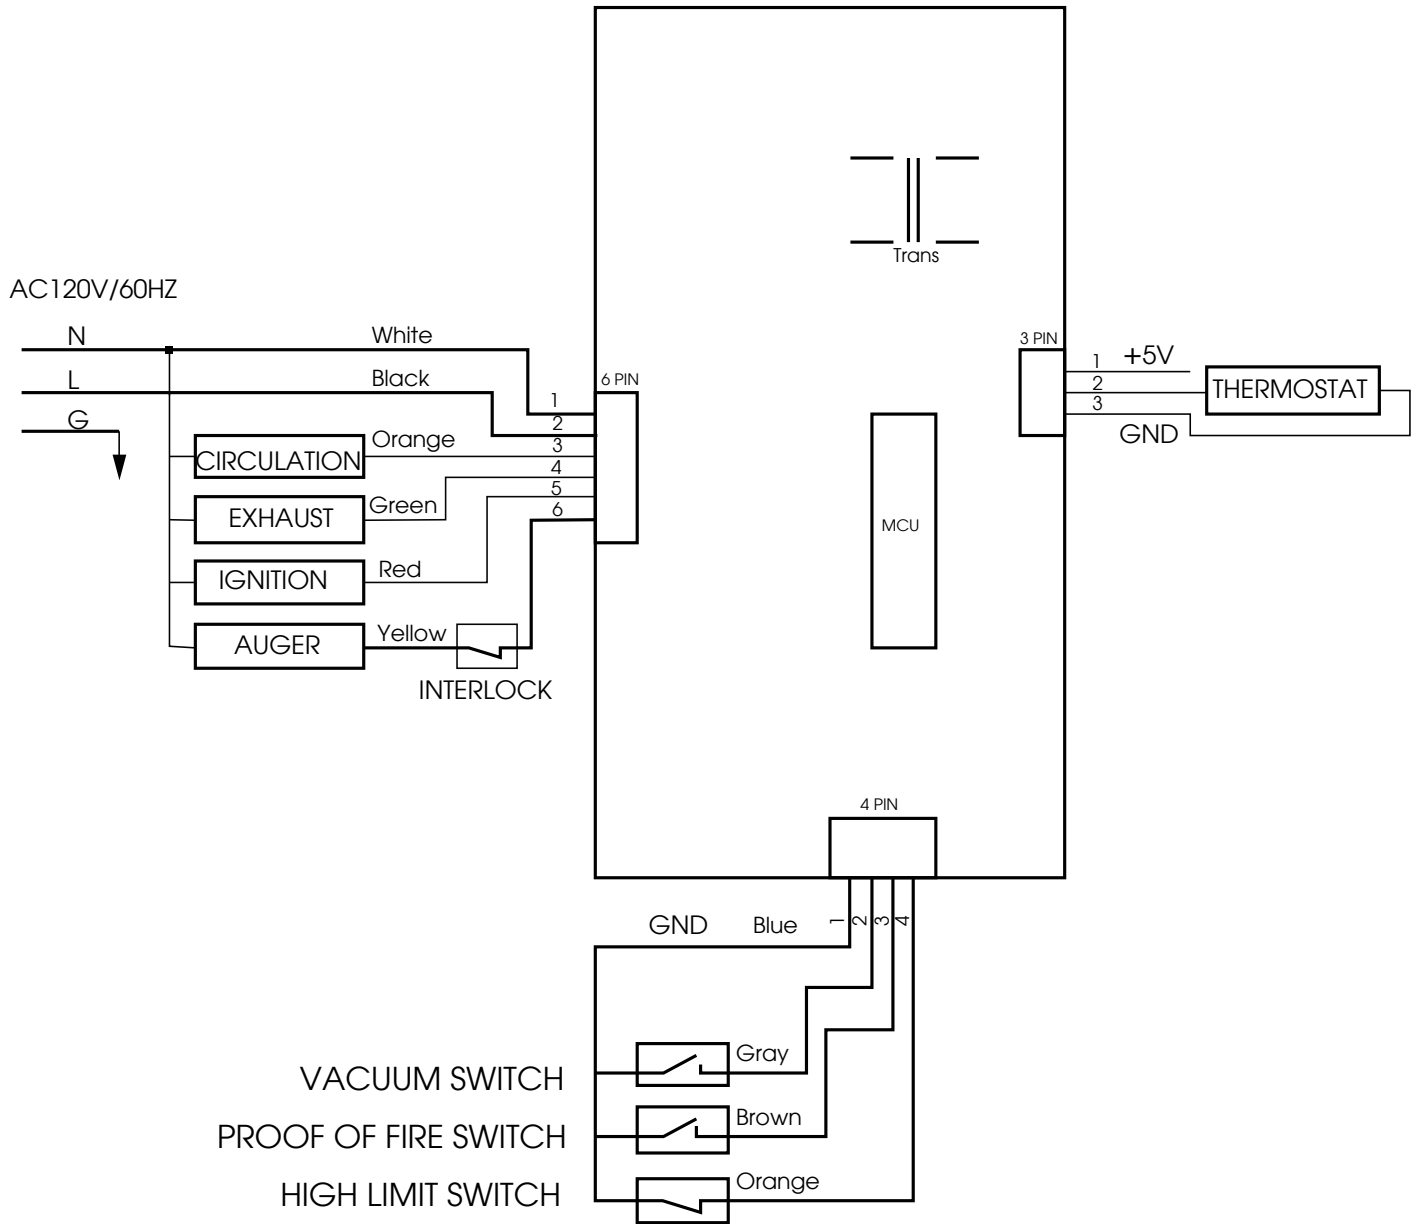 Trans
AC120V/60HZ
N
White
3 PIN
1
+5V
L
Black
6 PIN
2
THERMOSTAT
1
3
G
2
GND
Orange
3
CIRCULATION
4
Green
5
EXHAUST
6
MCU
Red
IGNITION
Yellow
AUGER
INTERLOCK
4 PIN
GND
Blue
1
2
3
4
Gray
VACUUM SWITCH
Brown
PROOF OF FIRE SWITCH
Orange
HIGH LIMIT SWITCH